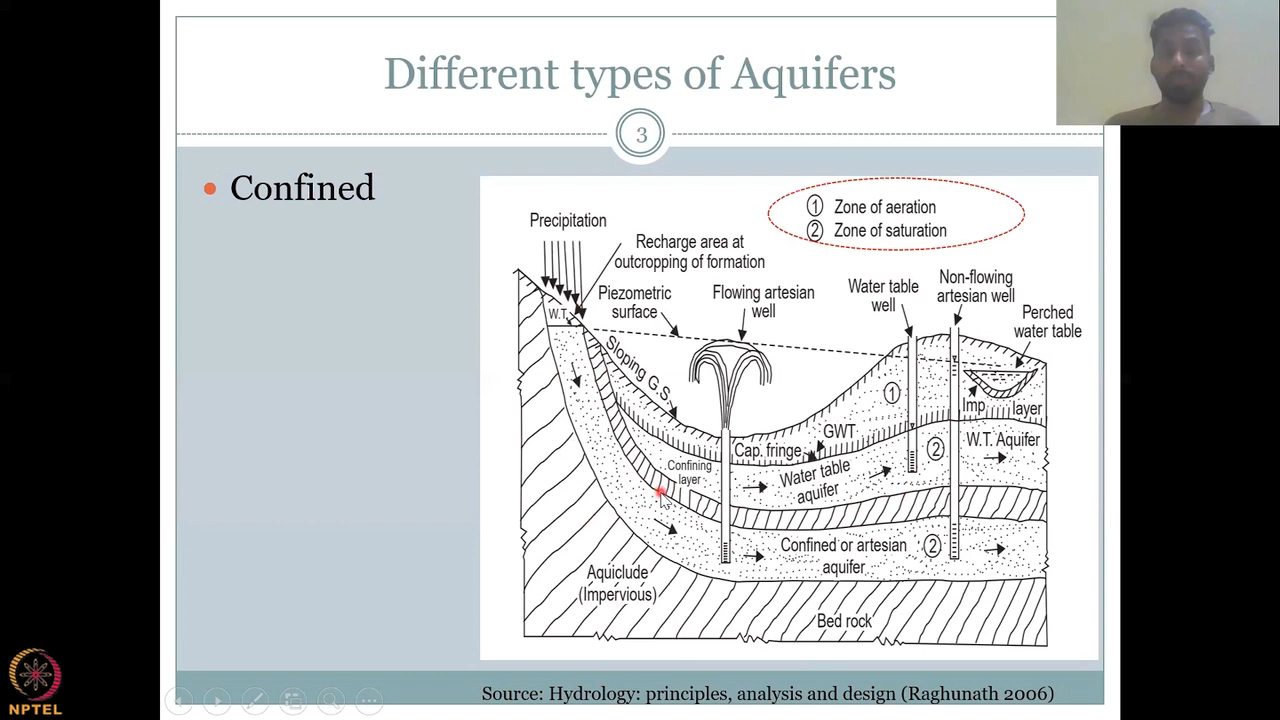 Different types of Aquifers
3
• Confined
① Zone of aeration
② Zone of saturation
Precipitation
Recharge area at
outcropping of formation
Piezometric
surface
Flowing artesian
well
Water table
well
Non-flowing
artesian well
Perched
water table
W.T.
Sloping G.S.
①
Imp
layer
GWT
Cap. fringe
②
W.T. Aquifer
Confining
layer
Water table
aquifer
Confined or artesian
aquifer
②
Aquiclude
(Impervious)
Bed rock
Source: Hydrology: principles, analysis and design (Raghunath 2006)
NPTEL